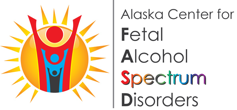 Alaska Center for
Fetal
Alcohol
Spectrum
Disorders